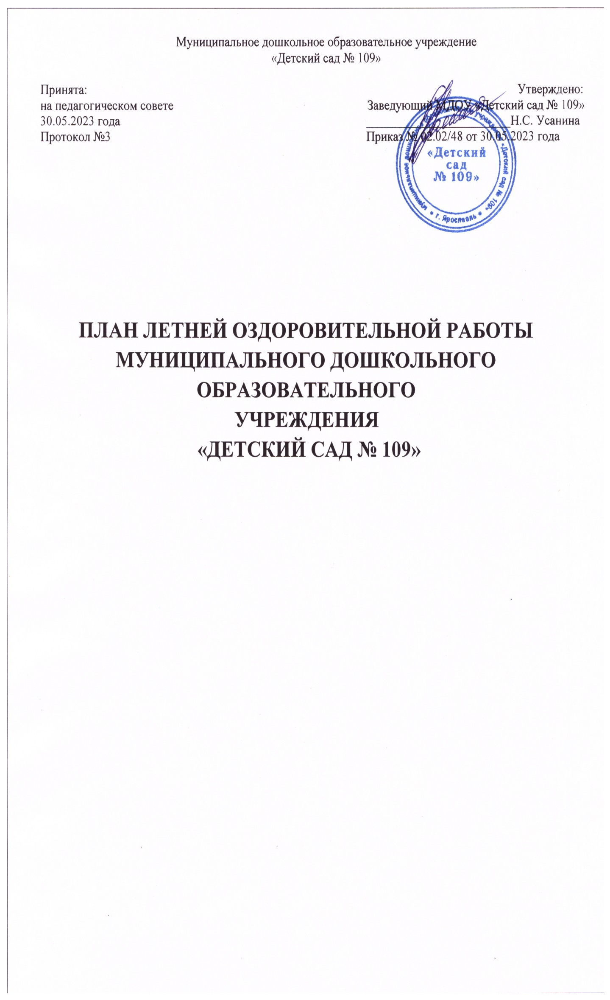 Муниципальное дошкольное образовательное учреждение
«Детский сад № 109»
Принята:
на педагогическом совете
30.05.2023 года
Протокол №3
Утверждено:
Заведующий МДОУ «Детский сад № 109»
Н.С. Усанина
Приказ № 02.02/48 от 30.05.2023 года
муниципальное дошкольное образовательное учреждение «Детский сад № 109»
* г. Ярославль *
«Детский
сад
№ 109»
ПЛАН ЛЕТНЕЙ ОЗДОРОВИТЕЛЬНОЙ РАБОТЫ
МУНИЦИПАЛЬНОГО ДОШКОЛЬНОГО
ОБРАЗОВАТЕЛЬНОГО
УЧРЕЖДЕНИЯ
«ДЕТСКИЙ САД № 109»